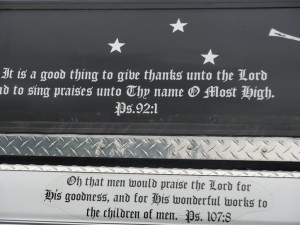 It is a good thing to give thanks unto the Lord
nd to sing praises unto Thy name O Most High.
Ps.92:1
Oh that men would praise the Lord for
His goodness, and for His wonderful works to
the children of men. Ps. 107:8